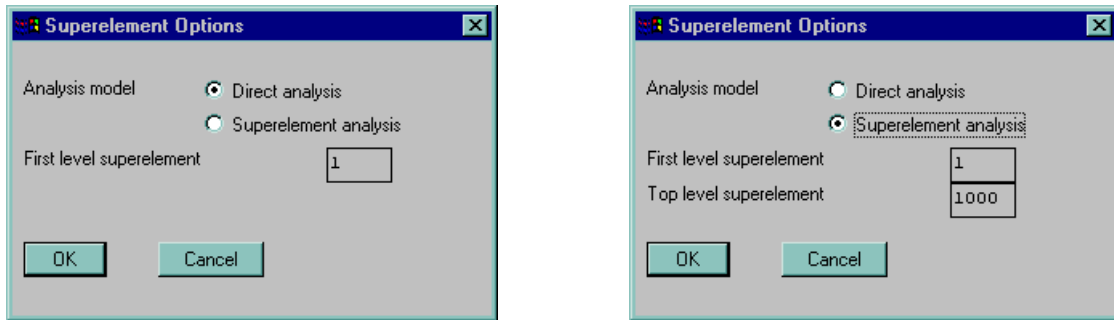 Superelement Options
Analysis model
Direct analysis
Superelement analysis
First level superelement
1
OK
Cancel
Superelement Options
Analysis model
Direct analysis
Superelement analysis
First level superelement
1
Top level superelement
1000
OK
Cancel